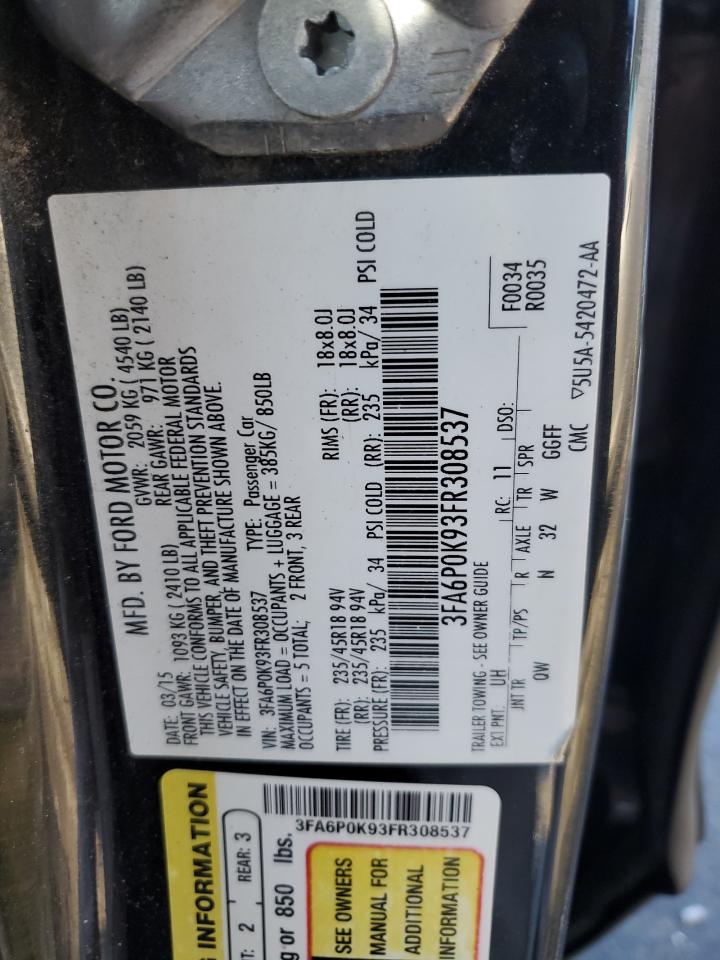 MFD. BY FORD MOTOR CO.
DATE: 03/15 GVWR: 2059 KG ( 4540 LB)
FRONT GAWR: 1093 KG ( 2410 LB) REAR GAWR: 971 KG ( 2140 LB)
THIS VEHICLE CONFORMS TO ALL APPLICABLE FEDERAL MOTOR
VEHICLE SAFETY, BUMPER, AND THEFT PREVENTION STANDARDS
IN EFFECT ON THE DATE OF MANUFACTURE SHOWN ABOVE.
VIN: 3FA6P0K93FR308537 TYPE: Passenger Car
MAXIMUM LOAD = OCCUPANTS + LUGGAGE = 385KG/ 850LB
OCCUPANTS = 5 TOTAL; 2 FRONT, 3 REAR
TIRE (FR): 235/45R18 94V RIMS (FR): 18x8.0J
(RR): 235/45R18 94V (RR): 18x8.0J
PRESSURE (FR): 235 kPa/ 34 PSI COLD (RR): 235 kPa/ 34 PSI COLD
3FA6P0K93FR308537
TRAILER TOWING - SEE OWNER GUIDE
EXT PNT: UH RC: 11 DSO:
F0034
R0035
INT TR TP/PS R AXLE TR SPR
QW N 32 W GGFF
CMC ▽5U5A-5420472-AA
INFORMATION
2 REAR: 3
or 850 lbs.
3FA6P0K93FR308537
SEE OWNERS
MANUAL FOR
ADDITIONAL
INFORMATION